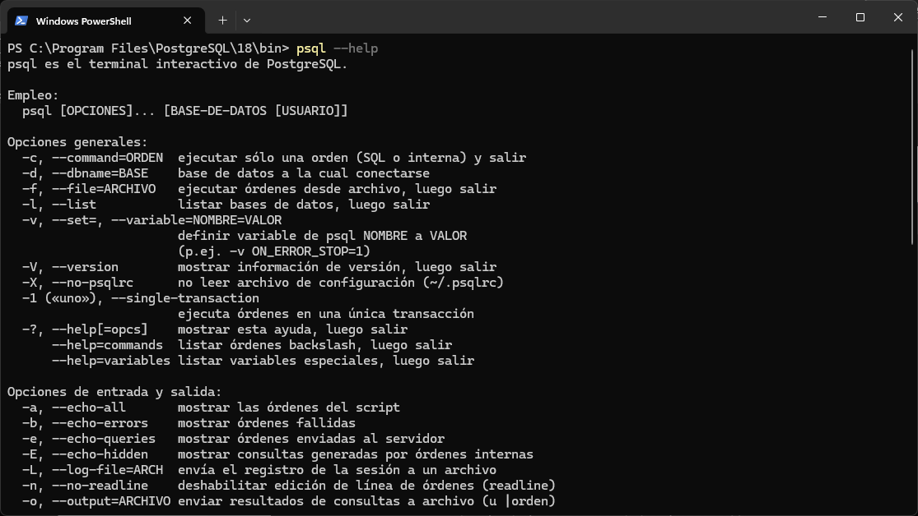 Windows PowerShell
PS C:\Program Files\PostgreSQL\18\bin> psql --help
psql es el terminal interactivo de PostgreSQL.
Empleo:
psql [OPCIONES]... [BASE-DE-DATOS [USUARIO]]
Opciones generales:
-c, --command=ORDEN  ejecutar sólo una orden (SQL o interna) y salir
-d, --dbname=BASE    base de datos a la cual conectarse
-f, --file=ARCHIVO   ejecutar órdenes desde archivo, luego salir
-l, --list           listar bases de datos, luego salir
-v, --set=, --variable=NOMBRE=VALOR
definir variable de psql NOMBRE a VALOR
(p.ej. -v ON_ERROR_STOP=1)
-V, --version        mostrar información de versión, luego salir
-X, --no-psqlrc      no leer archivo de configuración (~/.psqlrc)
-1 («uno»), --single-transaction
ejecuta órdenes en una única transacción
-?, --help[=opcs]    mostrar esta ayuda, luego salir
--help=commands  listar órdenes backslash, luego salir
--help=variables listar variables especiales, luego salir
Opciones de entrada y salida:
-a, --echo-all       mostrar las órdenes del script
-b, --echo-errors    mostrar órdenes fallidas
-e, --echo-queries   mostrar órdenes enviadas al servidor
-E, --echo-hidden    mostrar consultas generadas por órdenes internas
-L, --log-file=ARCH  envía el registro de la sesión a un archivo
-n, --no-readline    deshabilitar edición de línea de órdenes (readline)
-o, --output=ARCHIVO enviar resultados de consultas a archivo (u |orden)